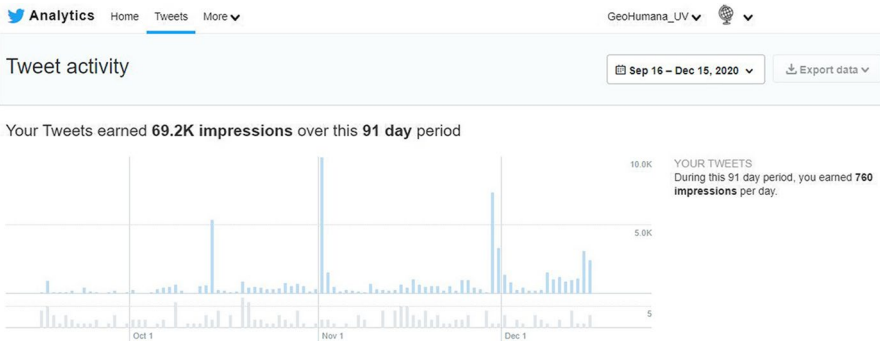 Analytics Home Tweets More GeoHumana_UV
Tweet activity
Sep 16 – Dec 15, 2020 Export data
Your Tweets earned 69.2K impressions over this 91 day period
10.0K
5.0K
5
Oct 1 Nov 1 Dec 1
YOUR TWEETS
During this 91 day period, you earned 760
impressions per day.